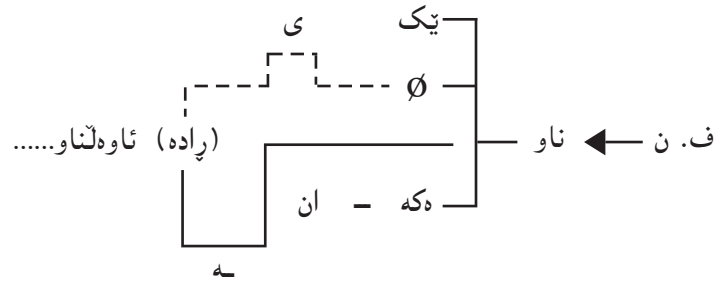 ێک
ی
Ø
ف. ن ناو (ڕادە) ئاوەڵناو......
ەکە – ان
ـە